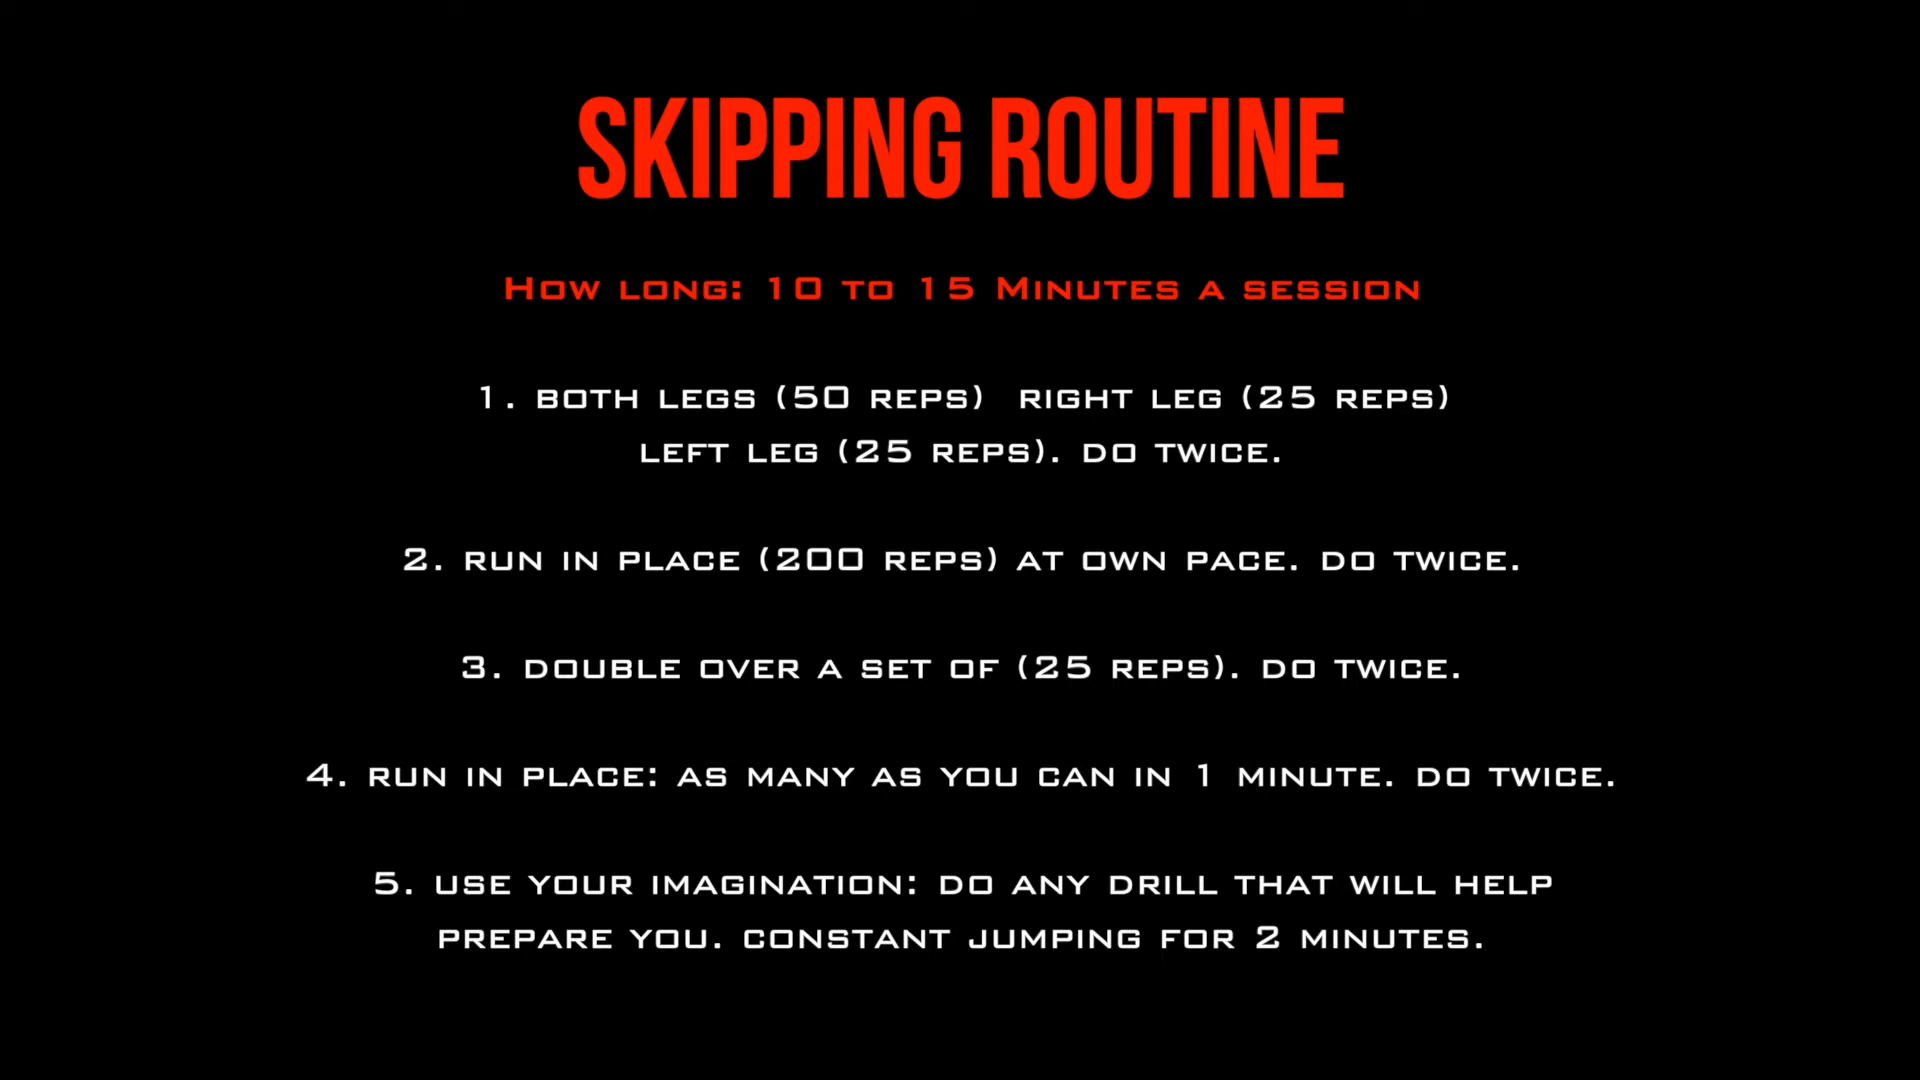 SKIPPING ROUTINE
How long: 10 to 15 Minutes a session
1. BOTH LEGS (50 REPS)  RIGHT LEG (25 REPS)
LEFT LEG (25 REPS). DO TWICE.
2. RUN IN PLACE (200 REPS) AT OWN PACE. DO TWICE.
3. DOUBLE OVER A SET OF (25 REPS). DO TWICE.
4. RUN IN PLACE: AS MANY AS YOU CAN IN 1 MINUTE. DO TWICE.
5. USE YOUR IMAGINATION: DO ANY DRILL THAT WILL HELP
PREPARE YOU. CONSTANT JUMPING FOR 2 MINUTES.